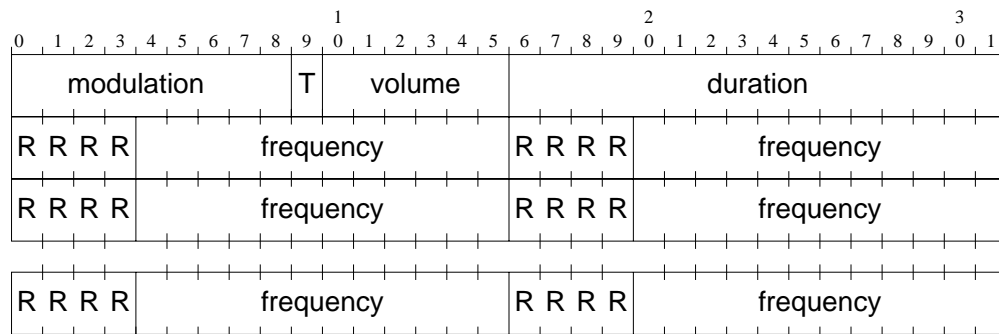 1 2 3
0 1 2 3 4 5 6 7 8 9 0 1 2 3 4 5 6 7 8 9 0 1 2 3 4 5 6 7 8 9 0 1
modulation T volume duration
R R R R frequency R R R R frequency
R R R R frequency R R R R frequency
R R R R frequency R R R R frequency